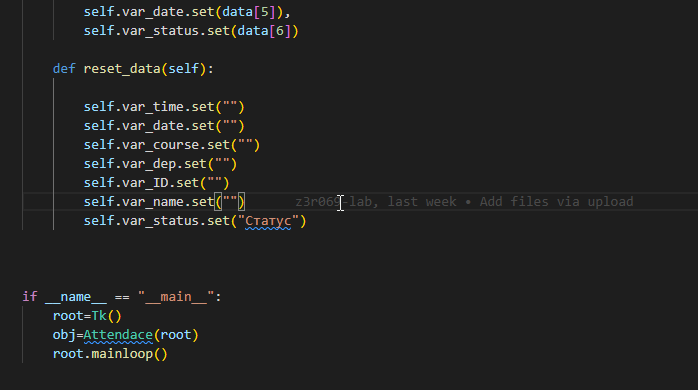 self.var_date.set(data[5]),
self.var_status.set(data[6])
def reset_data(self):
self.var_time.set("")
self.var_date.set("")
self.var_course.set("")
self.var_dep.set("")
self.var_ID.set("")
self.var_name.set("") z3r069-lab, last week • Add files via upload
self.var_status.set("Статус")
if __name__ == "__main__":
root=Tk()
obj=Attendace(root)
root.mainloop()